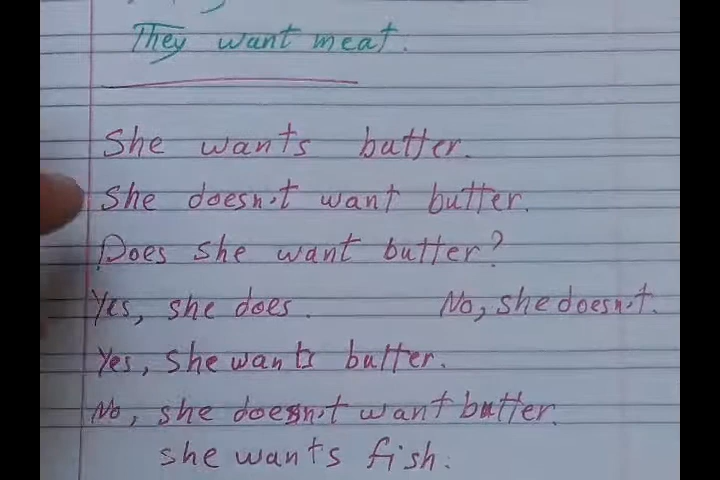 They want meat.
She wants butter.
She doesn't want butter.
Does she want butter?
Yes, she does. No, she doesn't.
Yes, she wants butter.
No, she doesn't want butter.
she wants fish.